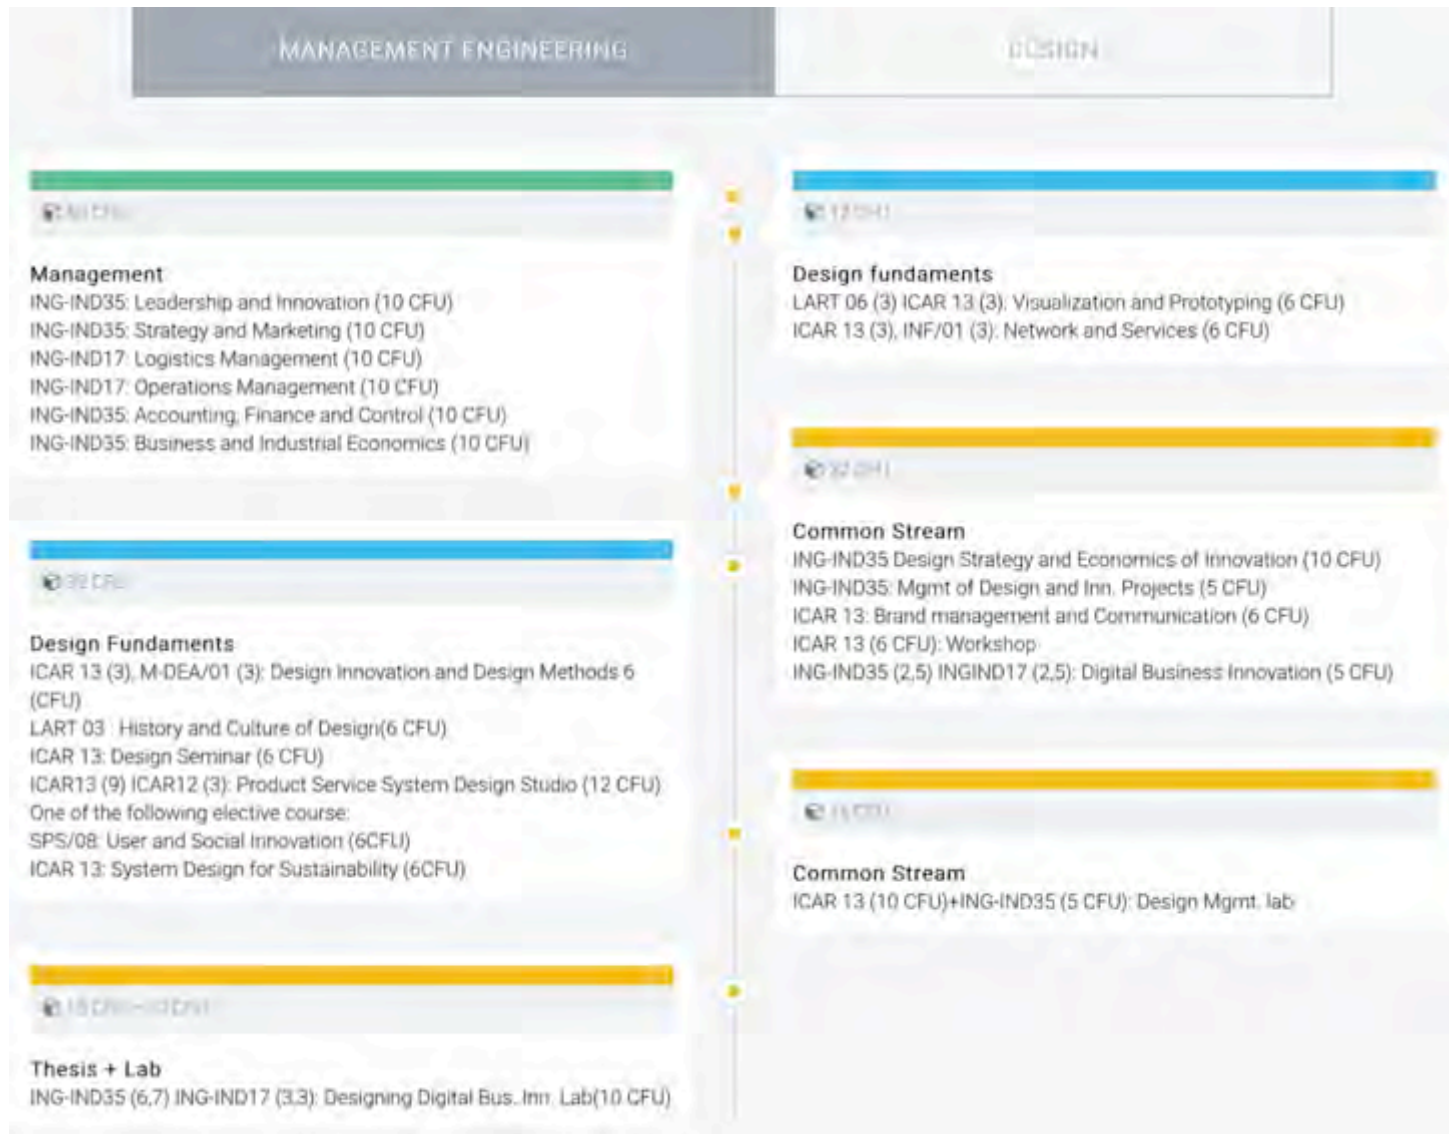 MANAGEMENT ENGINEERING
DESIGN
Management
ING-IND35: Leadership and Innovation (10 CFU)
ING-IND35: Strategy and Marketing (10 CFU)
ING-IND17: Logistics Management (10 CFU)
ING-IND17: Operations Management (10 CFU)
ING-IND35: Accounting, Finance and Control (10 CFU)
ING-IND35: Business and Industrial Economics (10 CFU)
Design Fundaments
ICAR 13 (3), M-DEA/01 (3): Design Innovation and Design Methods 6
(CFU)
LART 03 : History and Culture of Design(6 CFU)
ICAR 13: Design Seminar (6 CFU)
ICAR13 (9) ICAR12 (3): Product Service System Design Studio (12 CFU)
One of the following elective course:
SPS/08: User and Social Innovation (6CFU)
ICAR 13: System Design for Sustainability (6CFU)
Thesis + Lab
ING-IND35 (6,7) ING-IND17 (3,3): Designing Digital Bus. Inn. Lab(10 CFU)
12 CFU
Design fundaments
LART 06 (3) ICAR 13 (3): Visualization and Prototyping (6 CFU)
ICAR 13 (3), INF/01 (3): Network and Services (6 CFU)
32 CFU
Common Stream
ING-IND35 Design Strategy and Economics of Innovation (10 CFU)
ING-IND35: Mgmt of Design and Inn. Projects (5 CFU)
ICAR 13: Brand management and Communication (6 CFU)
ICAR 13 (6 CFU): Workshop
ING-IND35 (2,5) INGIND17 (2,5): Digital Business Innovation (5 CFU)
Common Stream
ICAR 13 (10 CFU)+ING-IND35 (5 CFU): Design Mgmt. lab